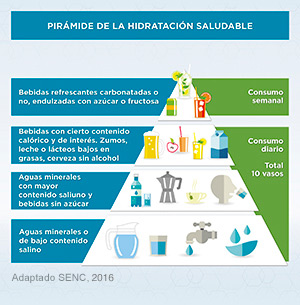 PIRÁMIDE DE LA HIDRATACIÓN SALUDABLE
Bebidas refrescantes carbonatadas o
no, endulzadas con azúcar o fructosa
Consumo
semanal
Bebidas con cierto contenido
calórico y de interés. Zumos,
leche o lácteos bajos en
grasas, cerveza sin alcohol
Consumo
diario
Total
10 vasos
Aguas minerales
con mayor
contenido saliuno y
bebidas sin azúcar
Aguas minerales o
de bajo contenido
salino
Adaptado SENC, 2016